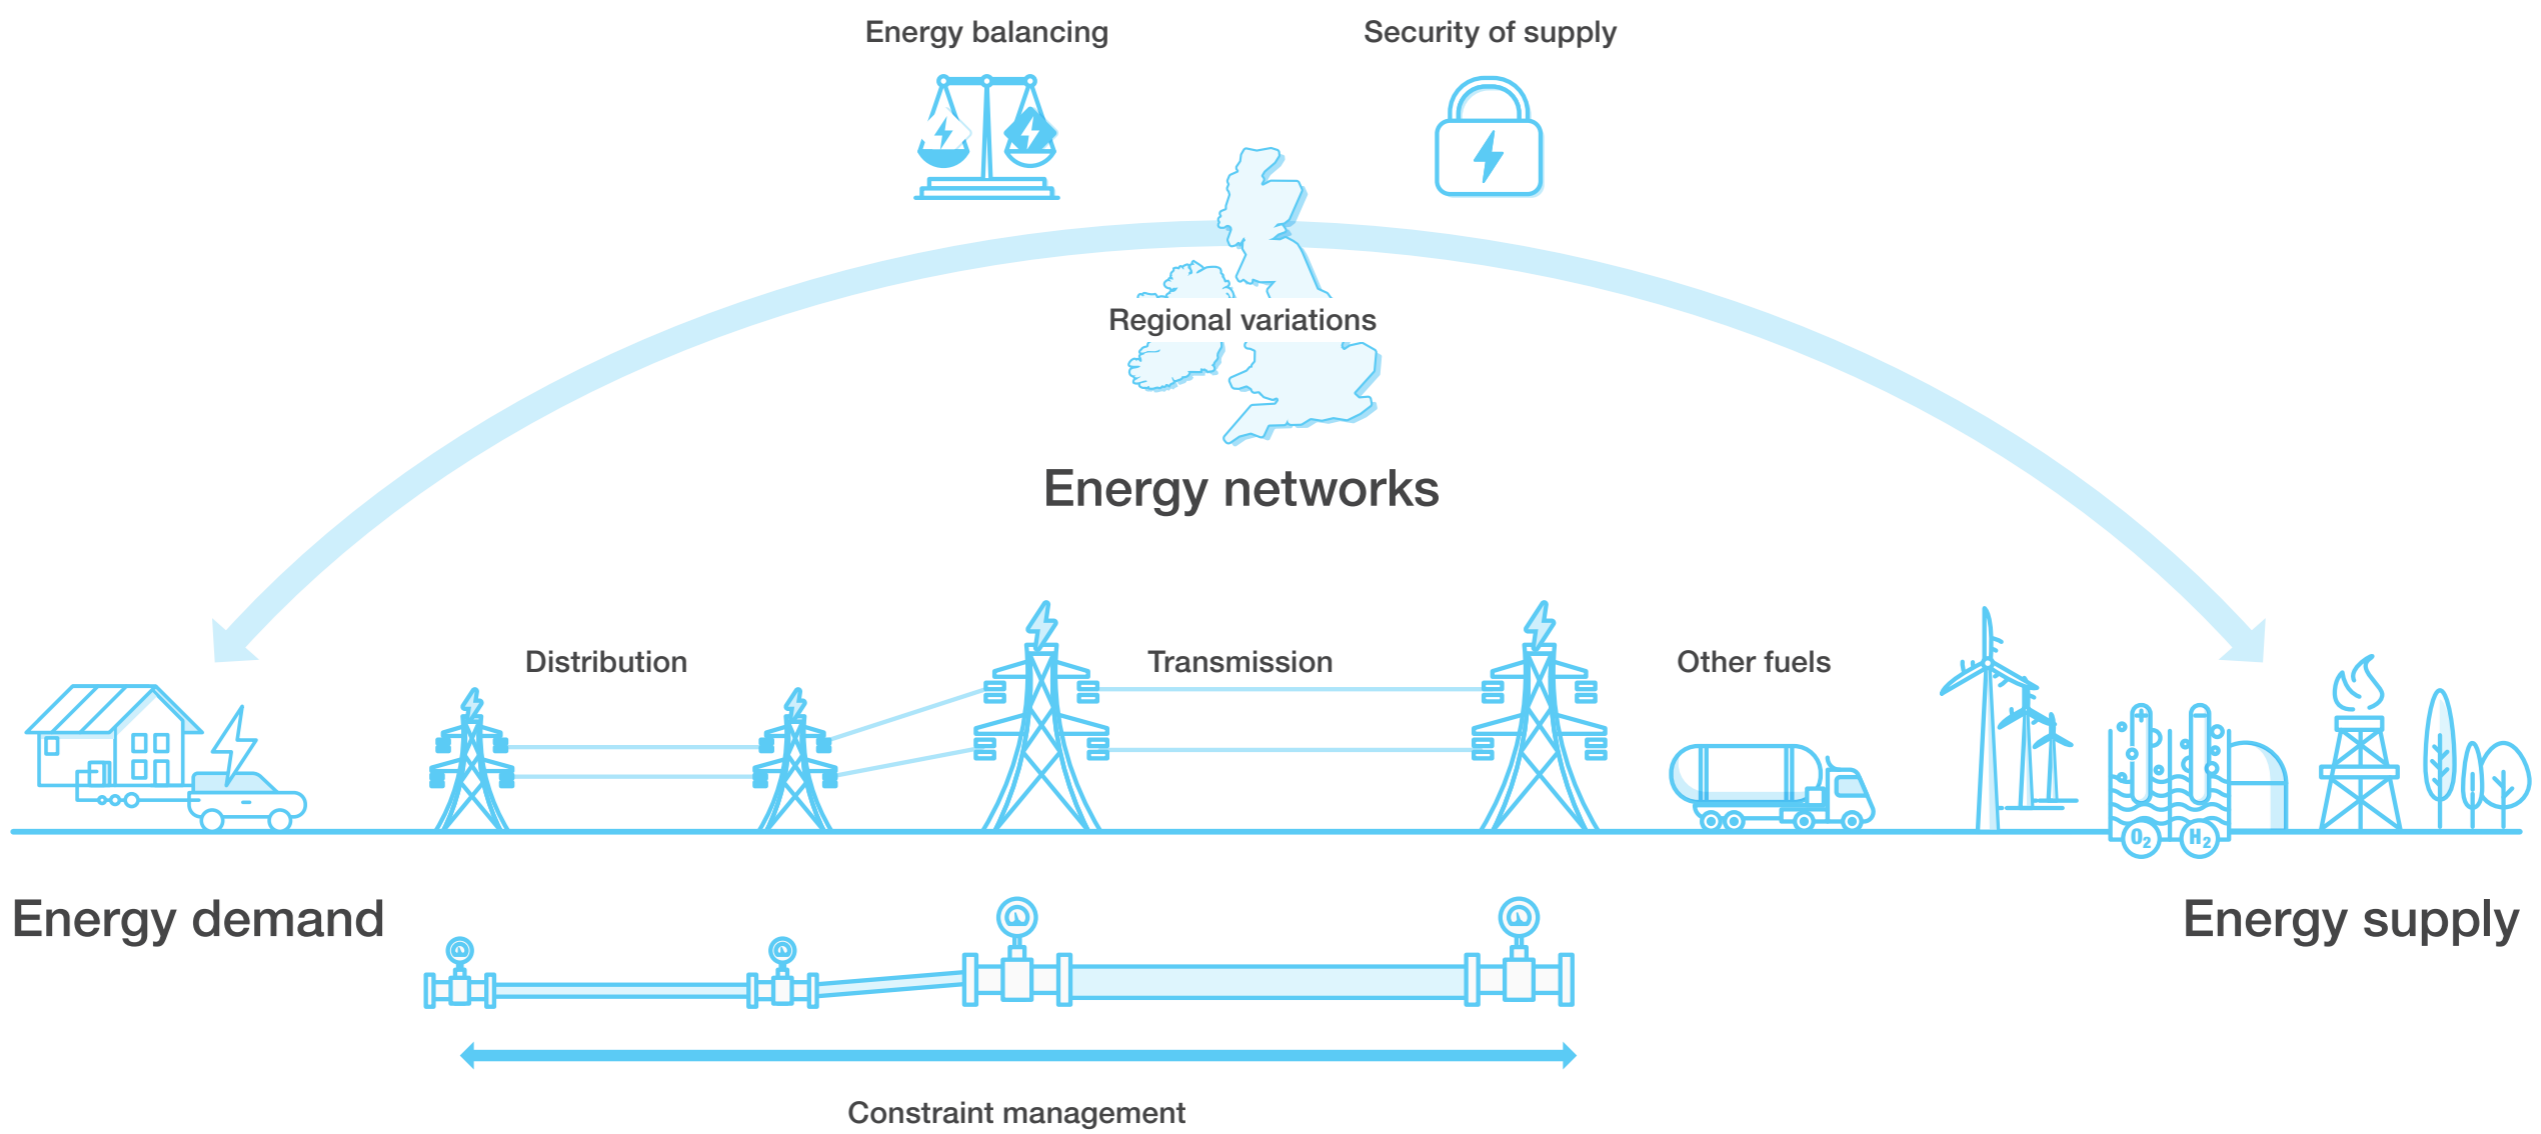 Energy balancing
Security of supply
Regional variations
Energy networks
Distribution
Transmission
Other fuels
O₂
H₂
Energy demand
Energy supply
Constraint management